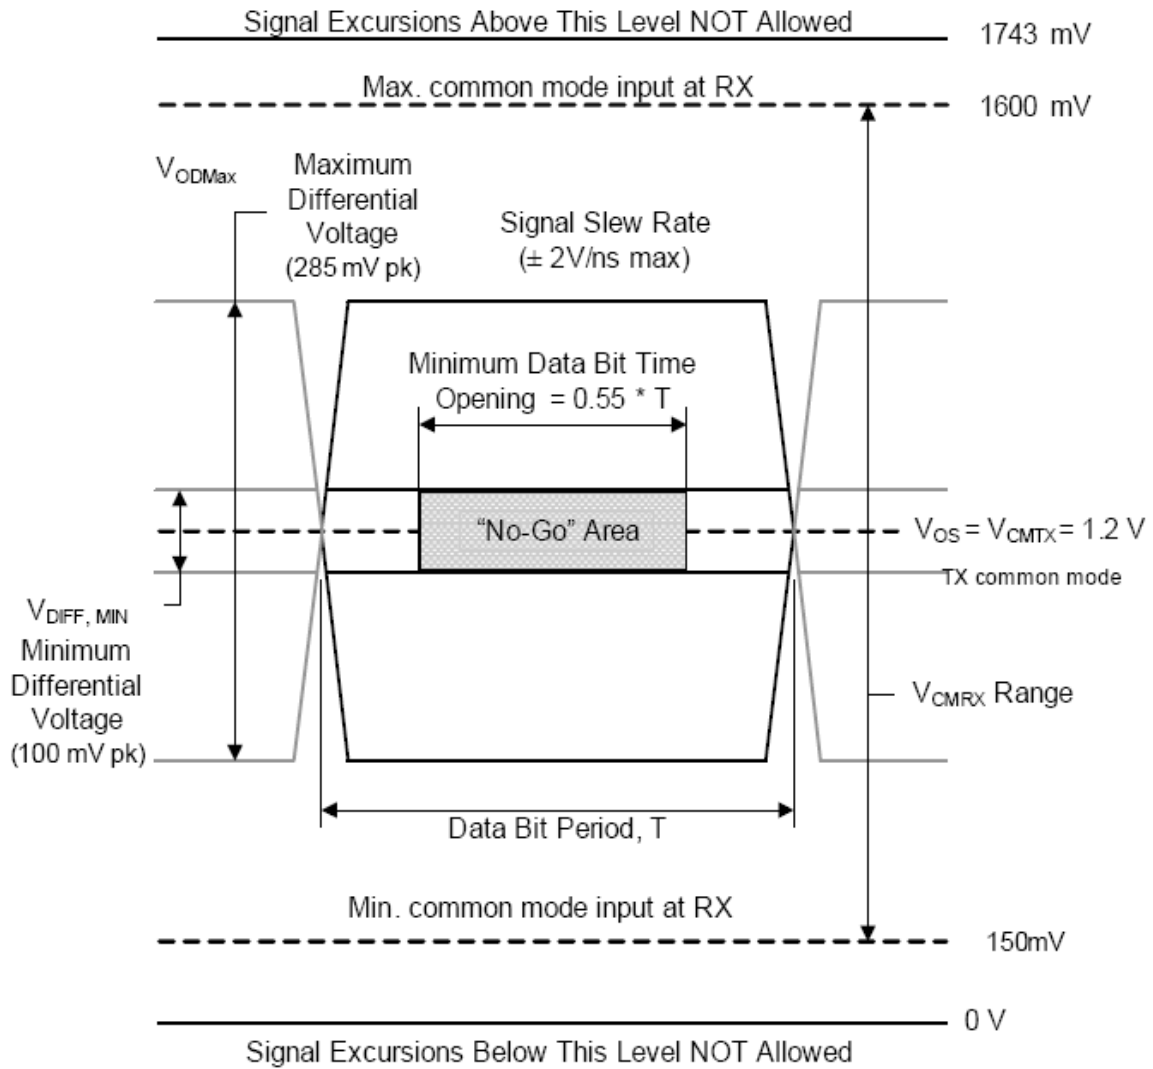 Signal Excursions Above This Level NOT Allowed
1743 mV
Max. common mode input at RX
1600 mV
VODMax
Maximum
Differential
Voltage
(285 mV pk)
Signal Slew Rate
(± 2V/ns max)
Minimum Data Bit Time
Opening = 0.55 * T
“No-Go” Area
VOS = VCMTX = 1.2 V
TX common mode
VDIFF, MIN
Minimum
Differential
Voltage
(100 mV pk)
VCMRX Range
Data Bit Period, T
Min. common mode input at RX
150mV
0 V
Signal Excursions Below This Level NOT Allowed